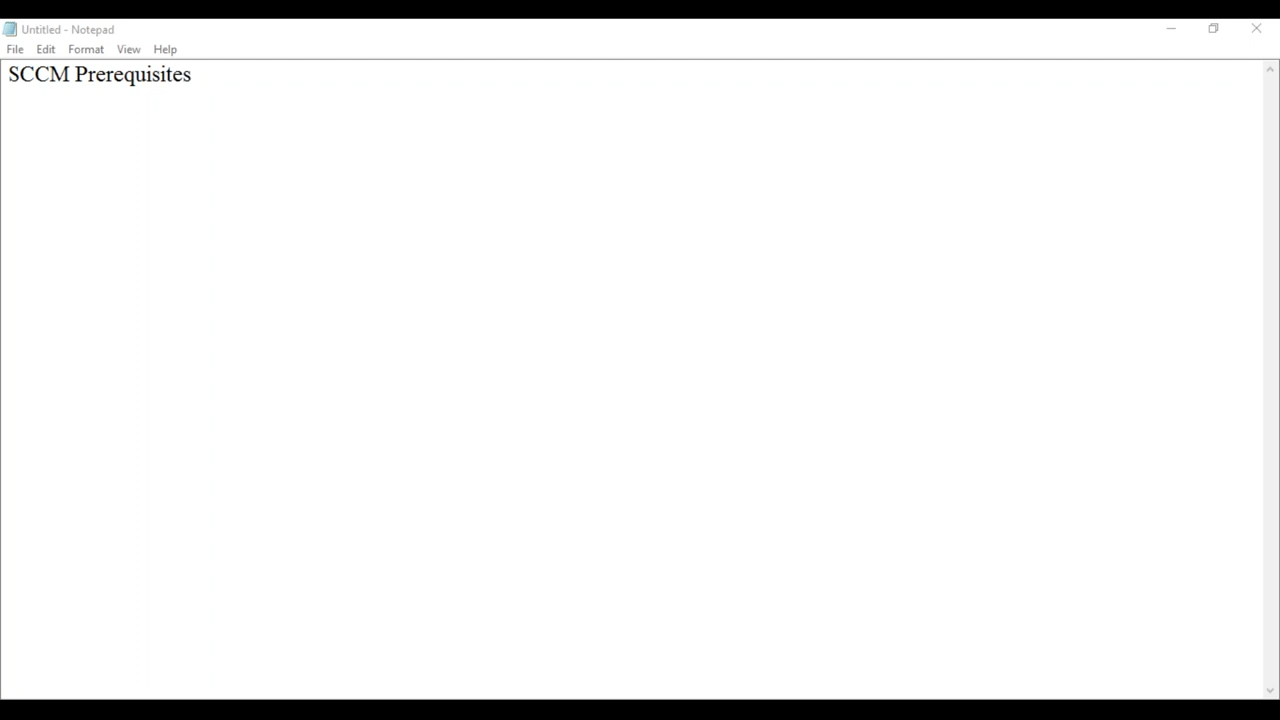 Untitled - Notepad
File Edit Format View Help
SCCM Prerequisites